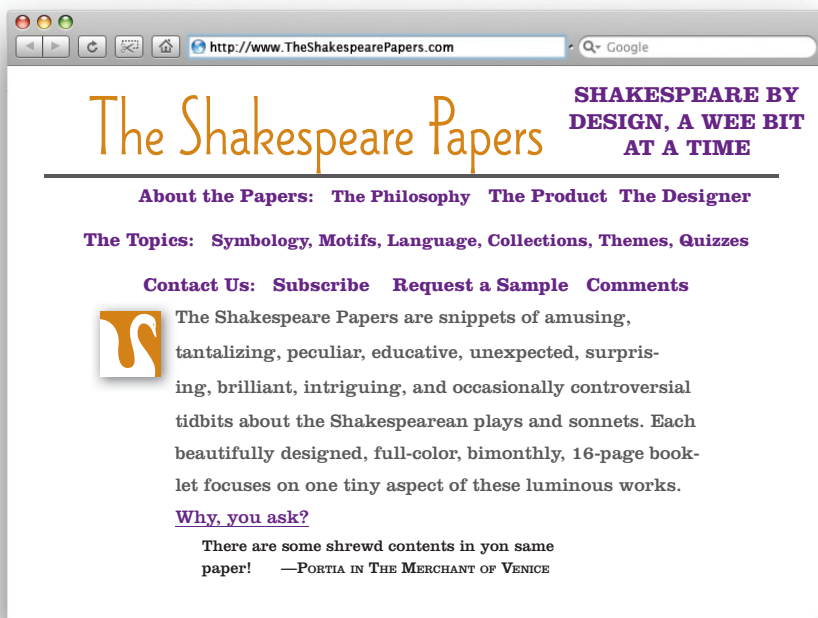 http://www.TheShakespearePapers.com
Google
The Shakespeare Papers
SHAKESPEARE BY
DESIGN, A WEE BIT
AT A TIME
About the Papers: The Philosophy The Product The Designer
The Topics: Symbology, Motifs, Language, Collections, Themes, Quizzes
Contact Us: Subscribe Request a Sample Comments
The Shakespeare Papers are snippets of amusing,
tantalizing, peculiar, educative, unexpected, surpris-
ing, brilliant, intriguing, and occasionally controversial
tidbits about the Shakespearean plays and sonnets. Each
beautifully designed, full-color, bimonthly, 16-page book-
let focuses on one tiny aspect of these luminous works.
Why, you ask?
There are some shrewd contents in yon same
paper! —Portia in The Merchant of Venice